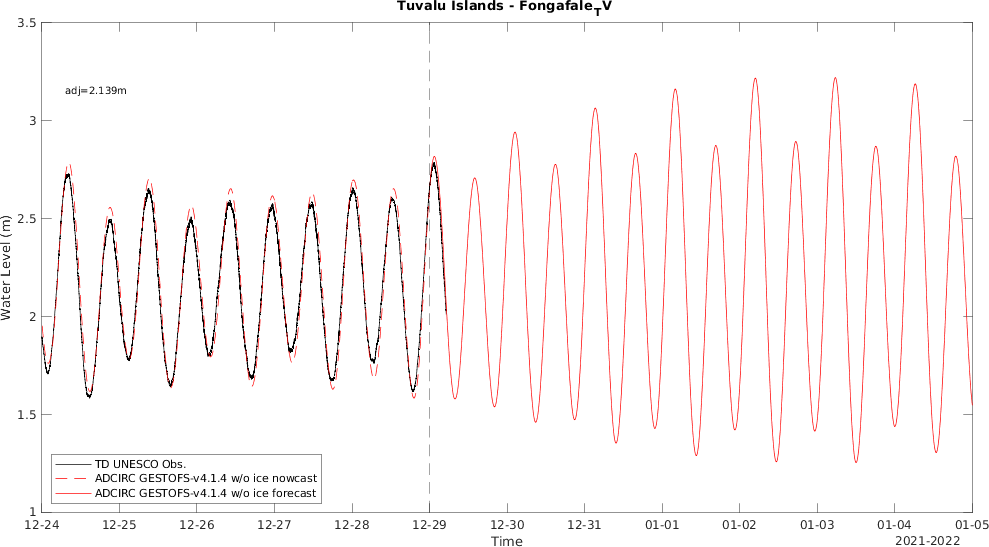 Tuvalu Islands - Fongafale_TV
3.5
adj=2.139m
3
2.5
2
1.5
1
Water Level (m)
TD UNESCO Obs.
ADCIRC GESTOFS-v4.1.4 w/o ice nowcast
ADCIRC GESTOFS-v4.1.4 w/o ice forecast
12-24 12-25 12-26 12-27 12-28 12-29 12-30 12-31 01-01 01-02 01-03 01-04 01-05
Time
2021-2022